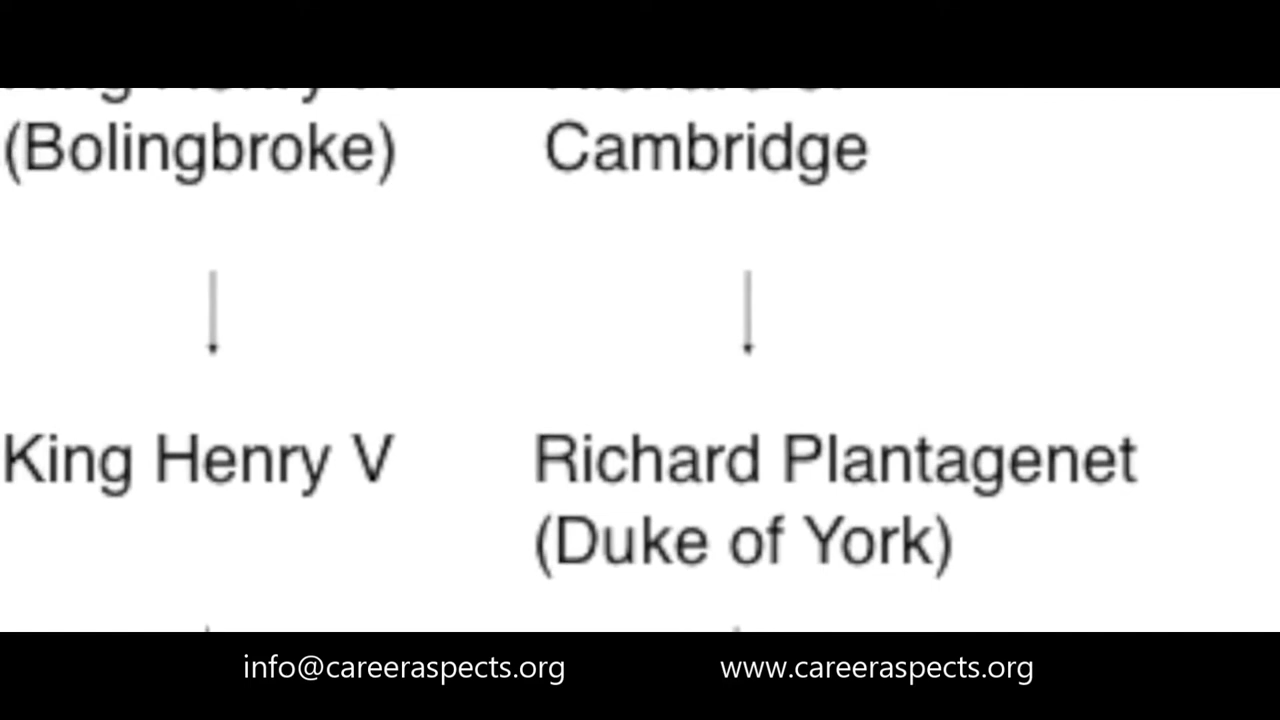 (Bolingbroke)
Cambridge
King Henry V
Richard Plantagenet
(Duke of York)
info@careeraspects.org
www.careeraspects.org